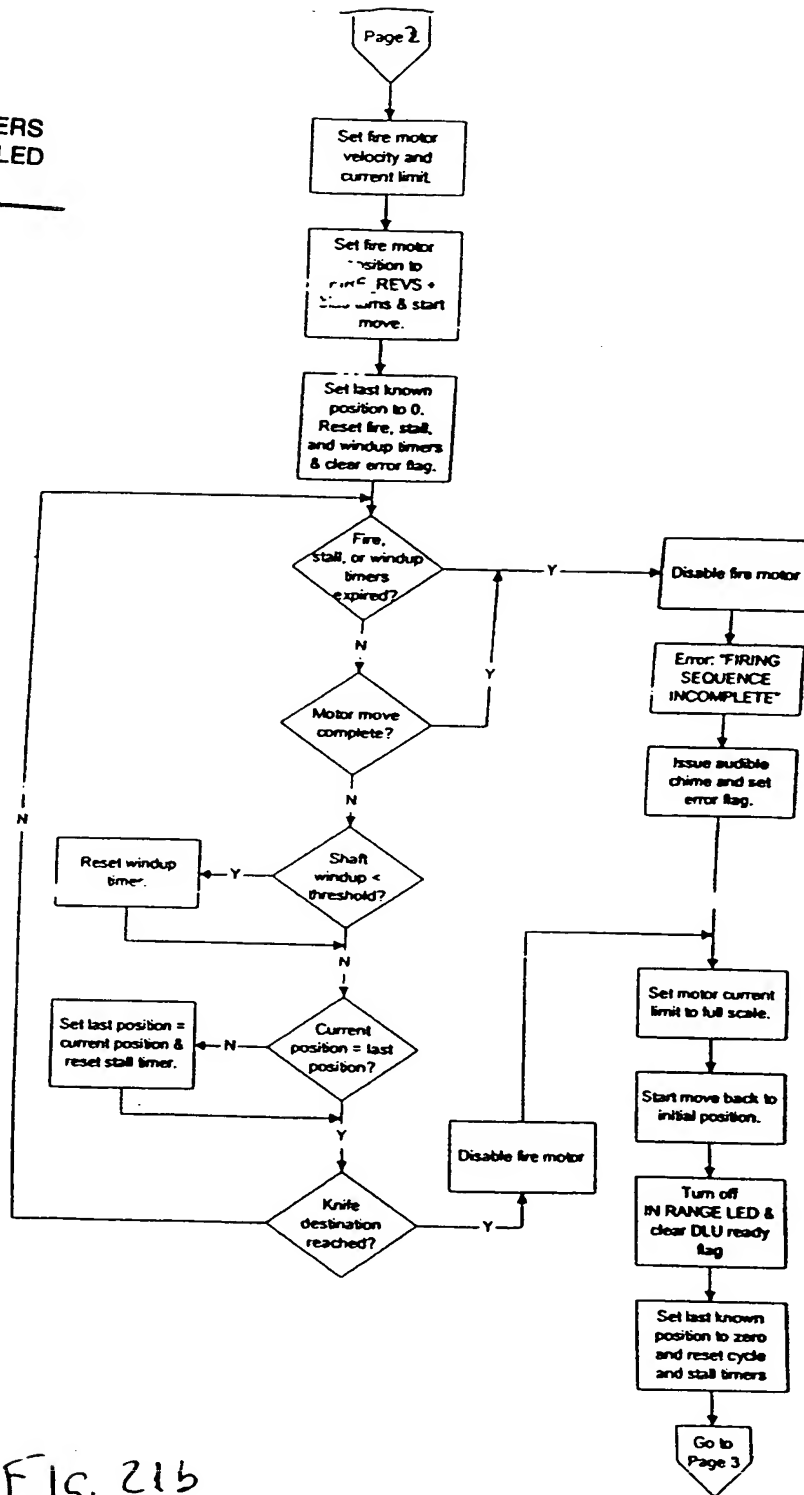 Page 2
ERS
LED
Set fire motor
velocity and
current limit.
Set fire motor
position to
FIRE_REVS +
turns & start
move.
Set last known
position to 0.
Reset fire, stall,
and windup timers
& clear error flag.
Fire,
stall, or windup
timers
expired?
Y
Disable fire motor
N
Y
Error: "FIRING
SEQUENCE
INCOMPLETE"
Motor move
complete?
Issue audible
chime and set
error flag.
N
N
Shaft
windup <
threshold?
Y
Reset windup
timer.
N
Set motor current
limit to full scale.
Current
position = last
position?
N
Set last position =
current position &
reset stall timer.
Start move back to
initial position.
Y
Disable fire motor
Knife
destination
reached?
Y
Turn off
IN RANGE LED &
clear DLU ready
flag
Set last known
position to zero
and reset cycle
and stall timers
Go to
Page 3
Fig. 21b